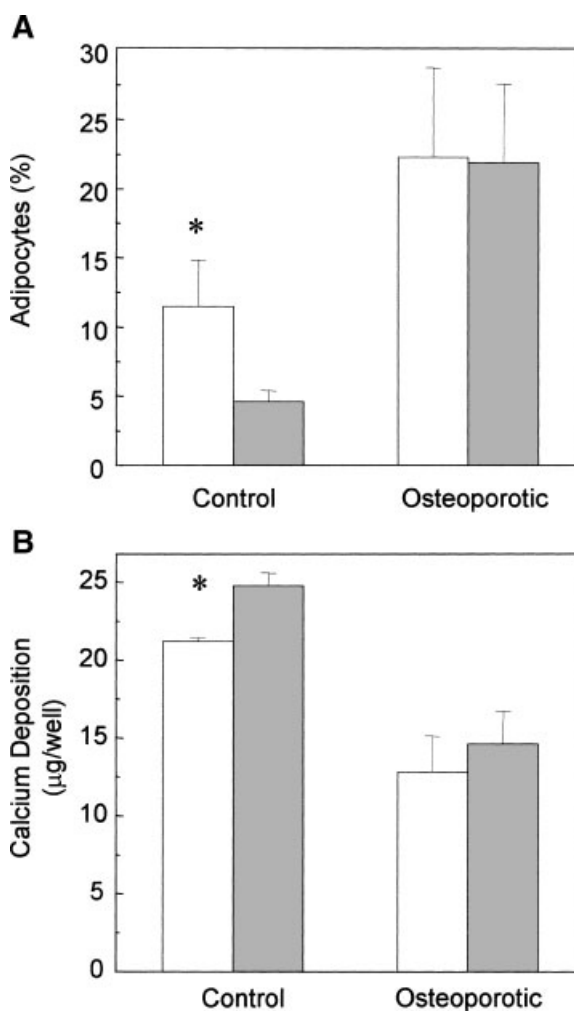 A
30
25
20
15
10
5
0
Adipocytes (%)
*
Control Osteoporotic
B
25
20
15
10
5
0
Calcium Deposition
(µg/well)
*
Control Osteoporotic